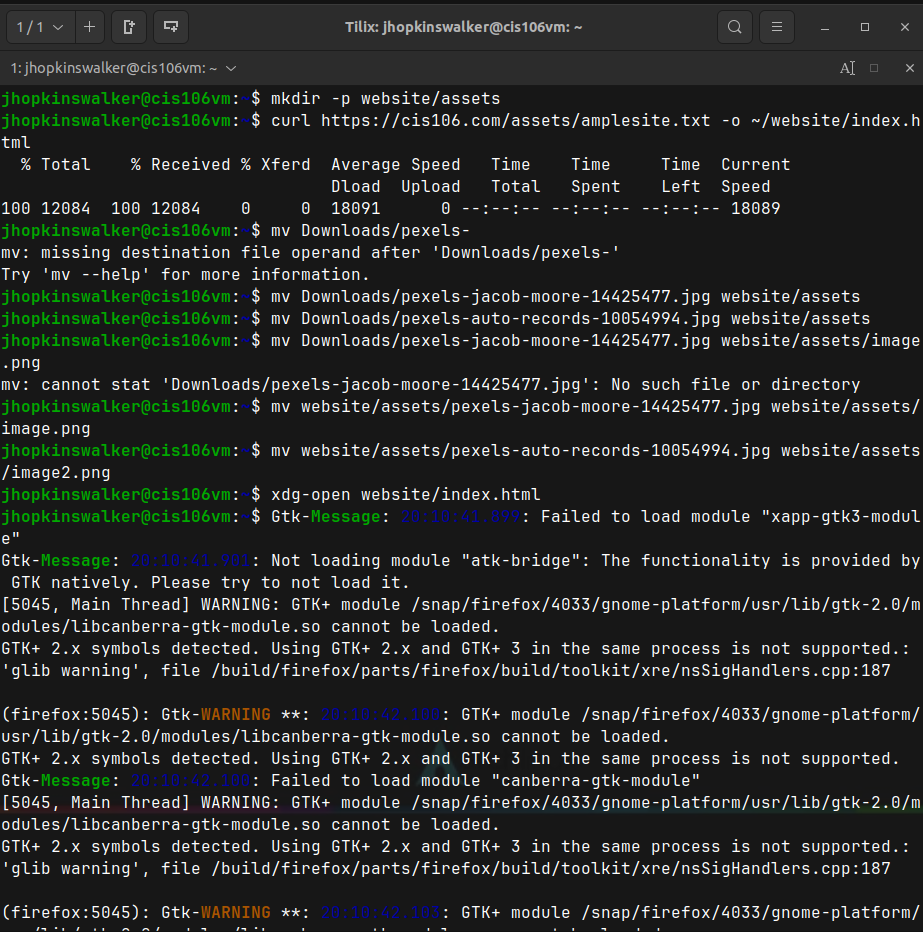 1 / 1
Tilix: jhopkinswalker@cis106vm: ~
1: jhopkinswalker@cis106vm: ~
jhopkinswalker@cis106vm:~$ mkdir -p website/assets
jhopkinswalker@cis106vm:~$ curl https://cis106.com/assets/amplesite.txt -o ~/website/index.h
tml
  % Total    % Received % Xferd  Average Speed   Time    Time     Time  Current
                                 Dload  Upload   Total   Spent    Left  Speed
100 12084  100 12084    0     0  18091      0 --:--:-- --:--:-- --:--:-- 18089
jhopkinswalker@cis106vm:~$ mv Downloads/pexels-
mv: missing destination file operand after 'Downloads/pexels-'
Try 'mv --help' for more information.
jhopkinswalker@cis106vm:~$ mv Downloads/pexels-jacob-moore-14425477.jpg website/assets
jhopkinswalker@cis106vm:~$ mv Downloads/pexels-auto-records-10054994.jpg website/assets
jhopkinswalker@cis106vm:~$ mv Downloads/pexels-jacob-moore-14425477.jpg website/assets/image
.png
mv: cannot stat 'Downloads/pexels-jacob-moore-14425477.jpg': No such file or directory
jhopkinswalker@cis106vm:~$ mv website/assets/pexels-jacob-moore-14425477.jpg website/assets/
image.png
jhopkinswalker@cis106vm:~$ mv website/assets/pexels-auto-records-10054994.jpg website/assets
/image2.png
jhopkinswalker@cis106vm:~$ xdg-open website/index.html
jhopkinswalker@cis106vm:~$ Gtk-Message: 20:10:41.899: Failed to load module "xapp-gtk3-modul
e"
Gtk-Message: 20:10:41.901: Not loading module "atk-bridge": The functionality is provided by
 GTK natively. Please try to not load it.
[5045, Main Thread] WARNING: GTK+ module /snap/firefox/4033/gnome-platform/usr/lib/gtk-2.0/m
odules/libcanberra-gtk-module.so cannot be loaded.
GTK+ 2.x symbols detected. Using GTK+ 2.x and GTK+ 3 in the same process is not supported.:
'glib warning', file /build/firefox/parts/firefox/build/toolkit/xre/nsSigHandlers.cpp:187

(firefox:5045): Gtk-WARNING **: 20:10:42.100: GTK+ module /snap/firefox/4033/gnome-platform/
usr/lib/gtk-2.0/modules/libcanberra-gtk-module.so cannot be loaded.
GTK+ 2.x symbols detected. Using GTK+ 2.x and GTK+ 3 in the same process is not supported.
Gtk-Message: 20:10:42.100: Failed to load module "canberra-gtk-module"
[5045, Main Thread] WARNING: GTK+ module /snap/firefox/4033/gnome-platform/usr/lib/gtk-2.0/m
odules/libcanberra-gtk-module.so cannot be loaded.
GTK+ 2.x symbols detected. Using GTK+ 2.x and GTK+ 3 in the same process is not supported.:
'glib warning', file /build/firefox/parts/firefox/build/toolkit/xre/nsSigHandlers.cpp:187

(firefox:5045): Gtk-WARNING **: 20:10:42.103: GTK+ module /snap/firefox/4033/gnome-platform/